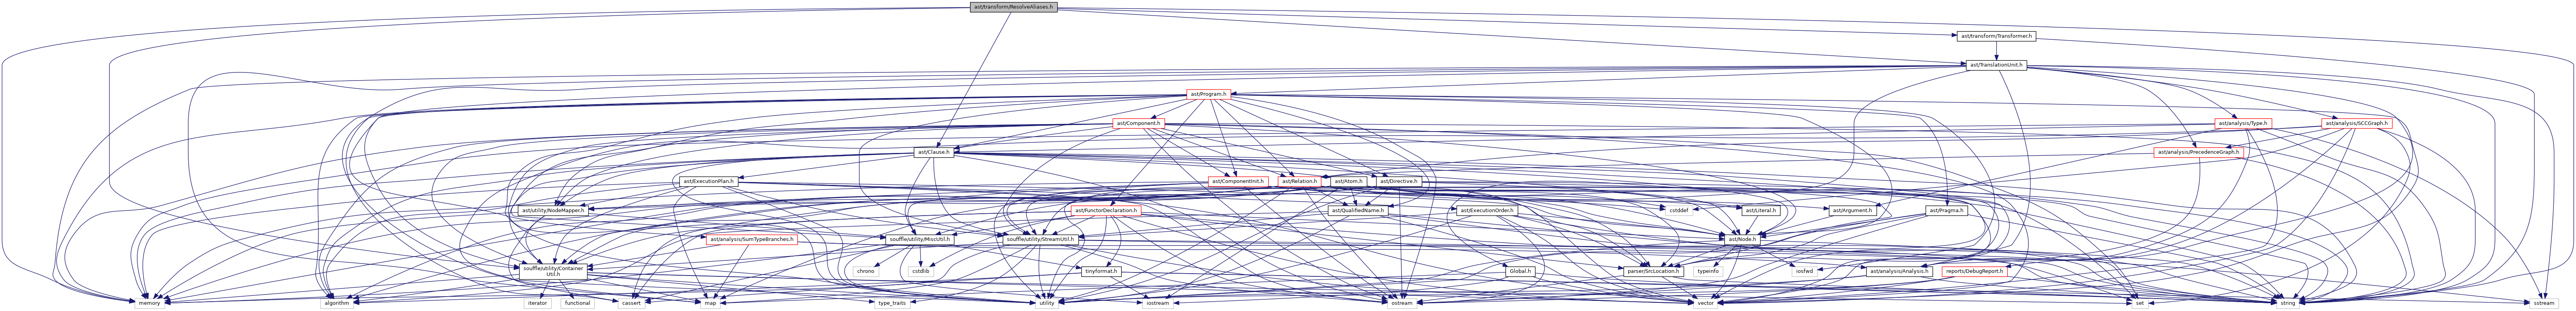 ast/transform/ResolveAliases.h
ast/transform/Transformer.h
ast/TranslationUnit.h
ast/Program.h
ast/Component.h
ast/analysis/Type.h
ast/analysis/SCCGraph.h
ast/Clause.h
ast/analysis/PrecedenceGraph.h
ast/ExecutionPlan.h
ast/ComponentInit.h
ast/Relation.h
ast/Atom.h
ast/Directive.h
ast/utility/NodeMapper.h
ast/FunctorDeclaration.h
ast/QualifiedName.h
ast/ExecutionOrder.h
cstddef
ast/Literal.h
ast/Argument.h
ast/Pragma.h
ast/analysis/SumTypeBranches.h
souffle/utility/MiscUtil.h
souffle/utility/StreamUtil.h
ast/Node.h
souffle/utility/Container
Util.h
chrono
cstdlib
tinyformat.h
Global.h
parser/SrcLocation.h
typeinfo
iosfwd
ast/analysis/Analysis.h
reports/DebugReport.h
memory
algorithm
iterator
functional
cassert
map
type_traits
utility
iostream
ostream
vector
set
string
sstream